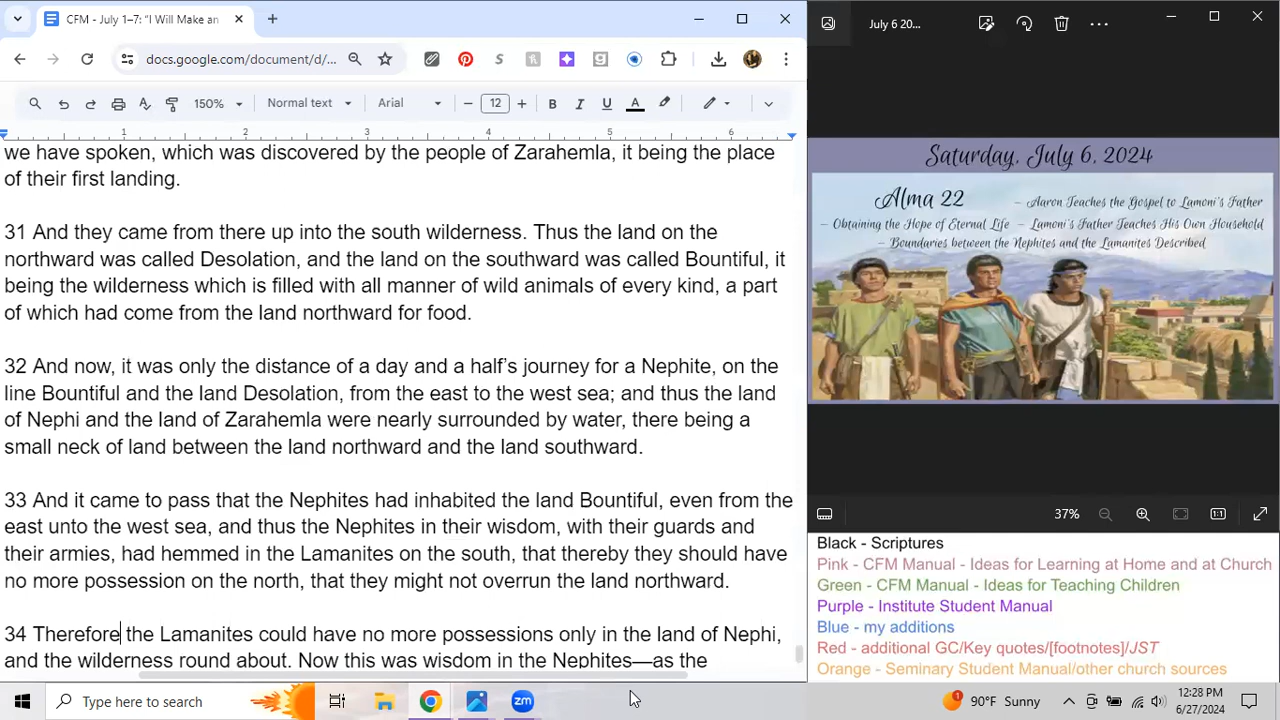 CFM - July 1–7: “I Will Make an
docs.google.com/document/d/...
150%
Normal text
Arial
12
1 2 3 4 5 6
we have spoken, which was discovered by the people of Zarahemla, it being the place
of their first landing.
31 And they came from there up into the south wilderness. Thus the land on the
northward was called Desolation, and the land on the southward was called Bountiful, it
being the wilderness which is filled with all manner of wild animals of every kind, a part
of which had come from the land northward for food.
32 And now, it was only the distance of a day and a half’s journey for a Nephite, on the
line Bountiful and the land Desolation, from the east to the west sea; and thus the land
of Nephi and the land of Zarahemla were nearly surrounded by water, there being a
small neck of land between the land northward and the land southward.
33 And it came to pass that the Nephites had inhabited the land Bountiful, even from the
east unto the west sea, and thus the Nephites in their wisdom, with their guards and
their armies, had hemmed in the Lamanites on the south, that thereby they should have
no more possession on the north, that they might not overrun the land northward.
34 Therefore the Lamanites could have no more possessions only in the land of Nephi,
and the wilderness round about. Now this was wisdom in the Nephites—as the
July 6 20...
Saturday, July 6, 2024
Alma 22
– Aaron Teaches the Gospel to Lamoni's Father
– Obtaining the Hope of Eternal Life – Lamoni's Father Teaches His Own Household
– Boundaries between the Nephites and the Lamanites Described
37%
1:1
Black - Scriptures
Pink - CFM Manual - Ideas for Learning at Home and at Church
Green - CFM Manual - Ideas for Teaching Children
Purple - Institute Student Manual
Blue - my additions
Red - additional GC/Key quotes/[footnotes]/JST
Orange - Seminary Student Manual/other church sources
Type here to search
zm
1
90°F Sunny
12:28 PM
6/27/2024